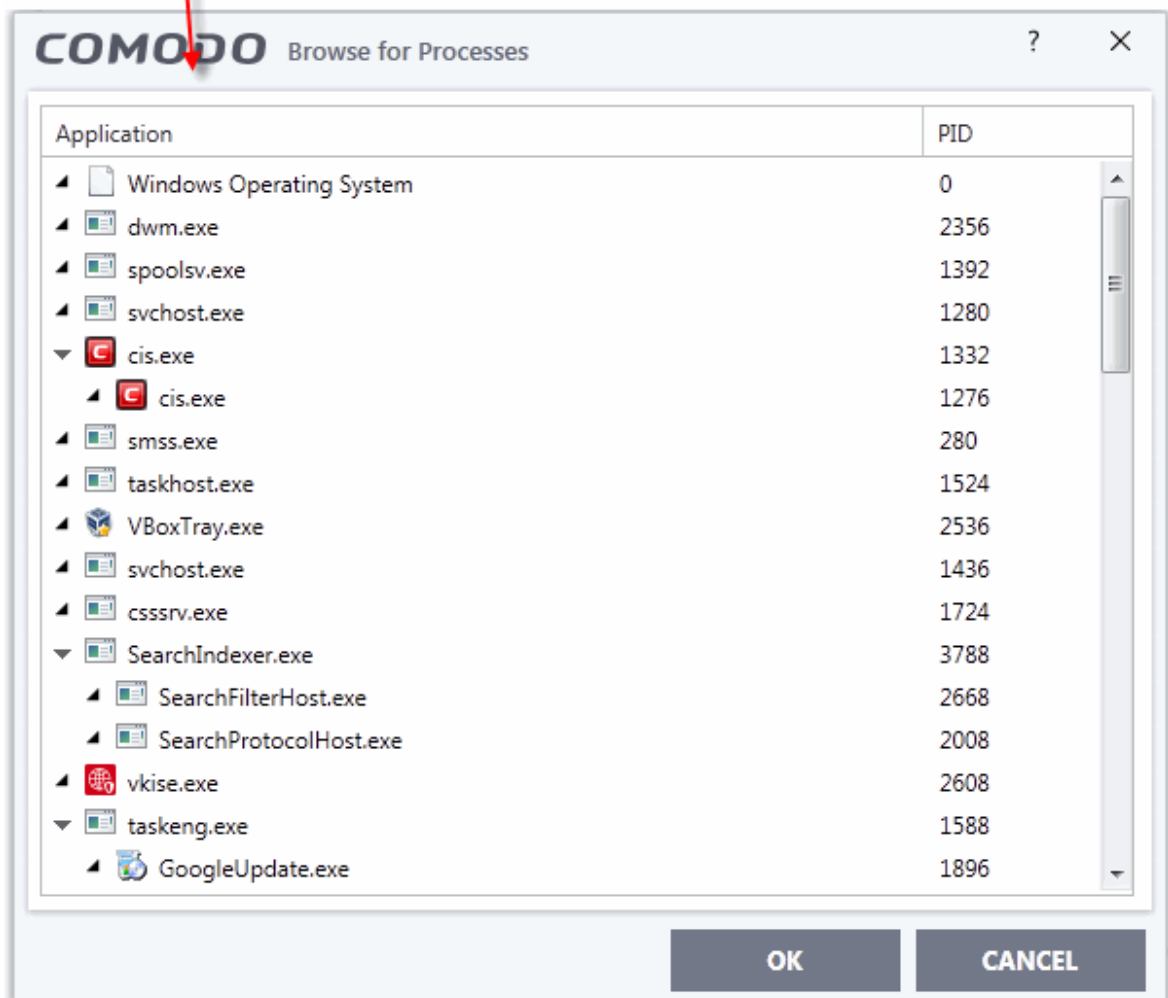 COMODO Browse for Processes ?
Application PID
Windows Operating System 0
dwm.exe 2356
spoolsv.exe 1392
svchost.exe 1280
cis.exe 1332
cis.exe 1276
smss.exe 280
taskhost.exe 1524
VBoxTray.exe 2536
svchost.exe 1436
csssrv.exe 1724
SearchIndexer.exe 3788
SearchFilterHost.exe 2668
SearchProtocolHost.exe 2008
vkise.exe 2608
taskeng.exe 1588
GoogleUpdate.exe 1896
OK CANCEL